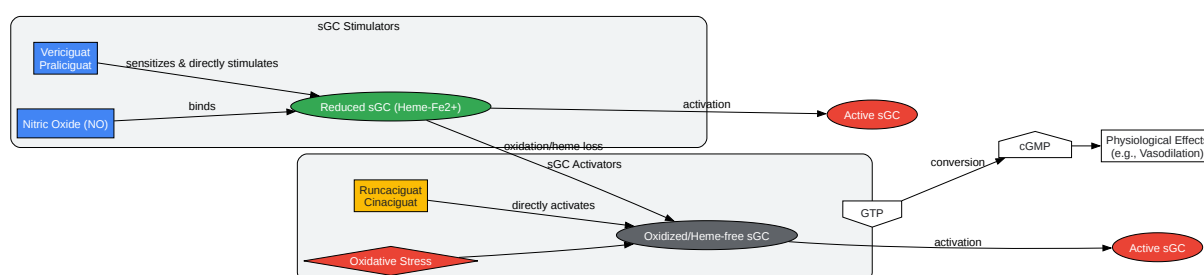 sGC Stimulators
Vericiguat
Praliciguat
sensitizes & directly stimulates
Nitric Oxide (NO)
binds
Reduced sGC (Heme-Fe2+)
activation
Active sGC
oxidation/heme loss
sGC Activators
Runcaciguat
Cinaciguat
directly activates
Oxidative Stress
Oxidized/Heme-free sGC
GTP
conversion
cGMP
Physiological Effects
(e.g., Vasodilation)
activation
Active sGC